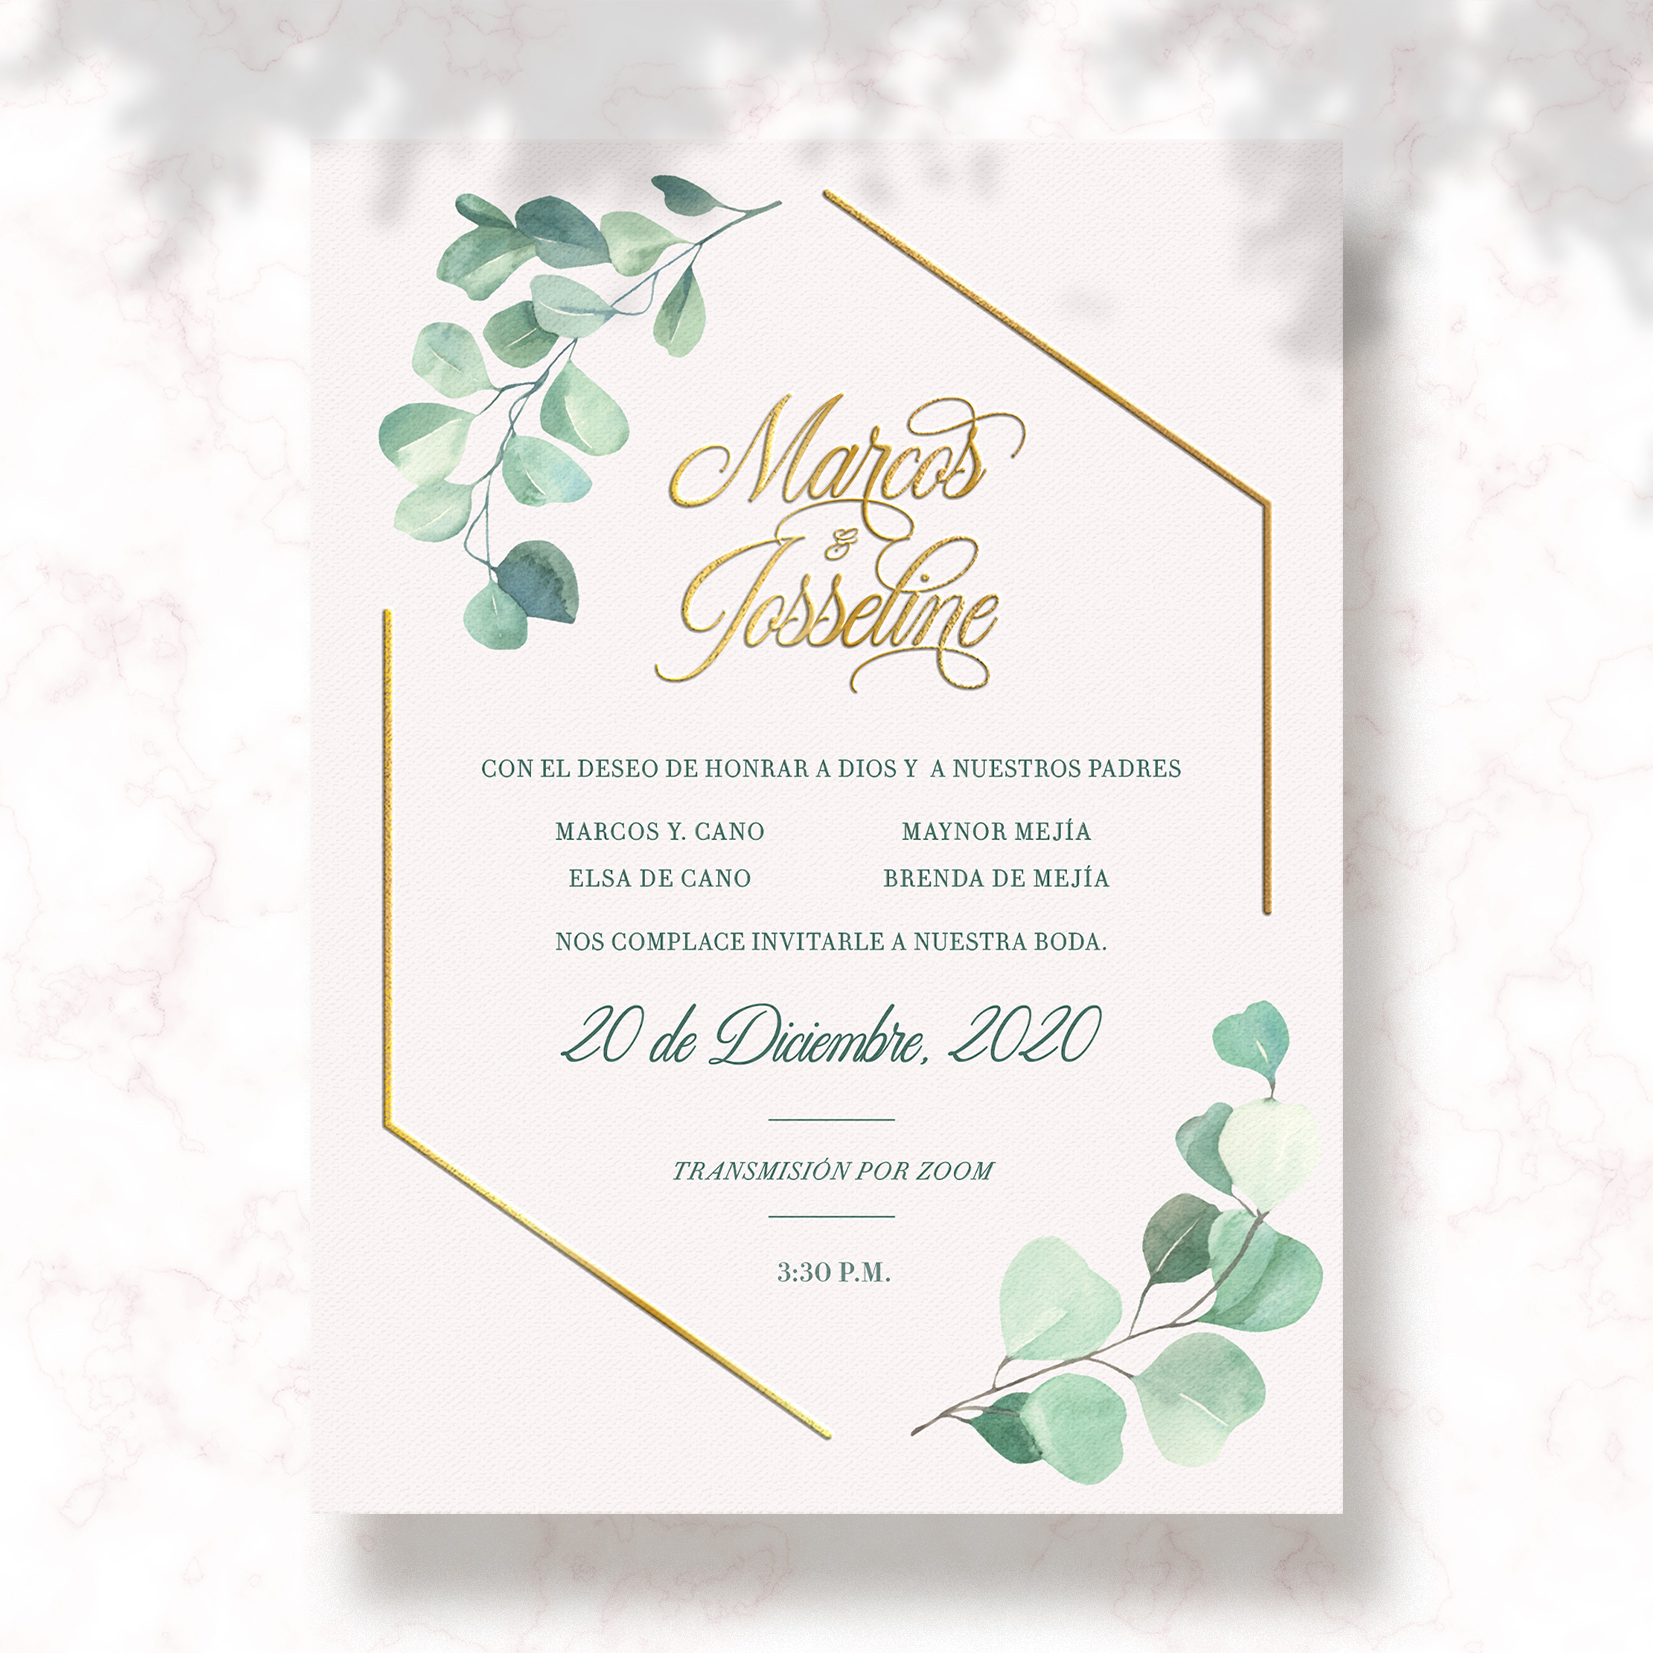 Marcos
&
Josseline
CON EL DESEO DE HONRAR A DIOS Y A NUESTROS PADRES
MARCOS Y. CANO MAYNOR MEJÍA
ELSA DE CANO BRENDA DE MEJÍA
NOS COMPLACE INVITARLE A NUESTRA BODA.
20 de Diciembre, 2020
TRANSMISIÓN POR ZOOM
3:30 P.M.